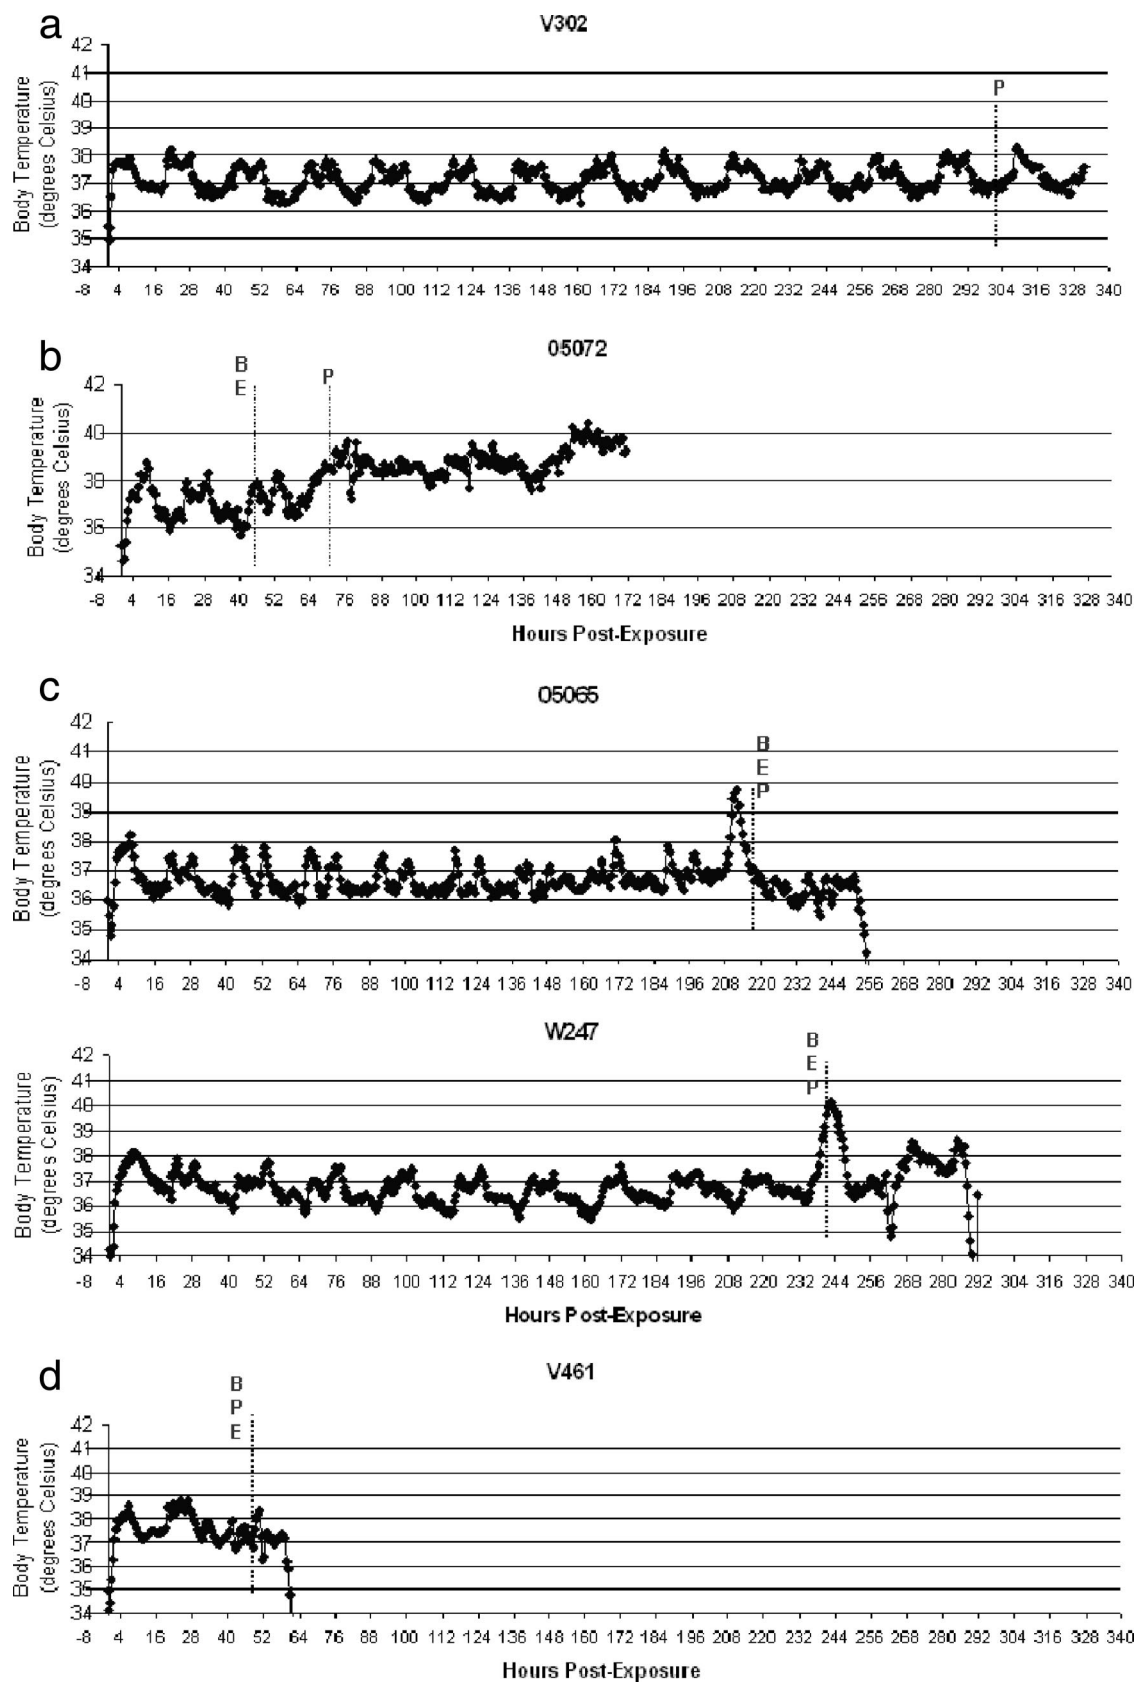 a
V302
42
41
40
39
38
37
36
35
34
Body Temperature
(degrees Celsius)
P
-8 4 16 28 40 52 64 76 88 100 112 124 136 148 160 172 184 196 208 220 232 244 256 268 280 292 304 316 328 340
b
05072
B
E
P
42
40
38
36
34
Body Temperature
(degrees Celsius)
-8 4 16 28 40 52 64 76 88 100 112 124 136 148 160 172 184 196 208 220 232 244 256 268 280 292 304 316 328 340
Hours Post-Exposure
c
05065
42
41
40
39
38
37
36
35
34
Body Temperature
(degrees Celsius)
B
E
P
-8 4 16 28 40 52 64 76 88 100 112 124 136 148 160 172 184 196 208 220 232 244 256 268 280 292 304 316 328 340
W247
B
E
P
42
41
40
39
38
37
36
35
34
Body Temperature
(degrees Celsius)
-8 4 16 28 40 52 64 76 88 100 112 124 136 148 160 172 184 196 208 220 232 244 256 268 280 292 304 316 328 340
Hours Post-Exposure
d
V461
B
P
E
42
41
40
39
38
37
36
35
34
Body Temperature
(degrees Celsius)
-8 4 16 28 40 52 64 76 88 100 112 124 136 148 160 172 184 196 208 220 232 244 256 268 280 292 304 316 328 340
Hours Post-Exposure